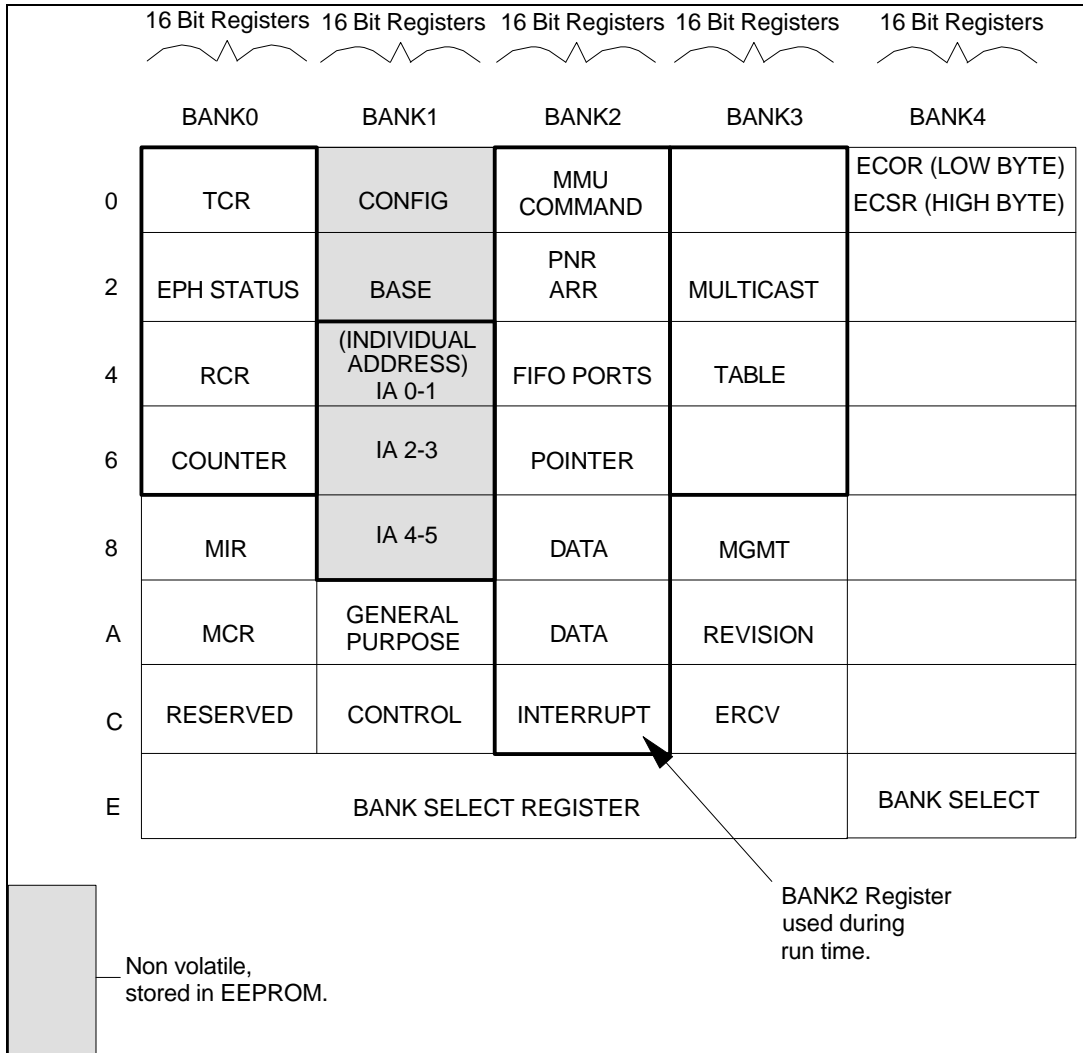 16 Bit Registers 16 Bit Registers 16 Bit Registers 16 Bit Registers 16 Bit Registers
BANK0 BANK1 BANK2 BANK3 BANK4
0 TCR CONFIG MMU COMMAND ECOR (LOW BYTE) ECSR (HIGH BYTE)
2 EPH STATUS BASE PNR ARR MULTICAST
4 RCR (INDIVIDUAL ADDRESS) IA 0-1 FIFO PORTS TABLE
6 COUNTER IA 2-3 POINTER
8 MIR IA 4-5 DATA MGMT
A MCR GENERAL PURPOSE DATA REVISION
C RESERVED CONTROL INTERRUPT ERCV
E BANK SELECT REGISTER BANK SELECT
BANK2 Register
used during
run time.
Non volatile,
stored in EEPROM.